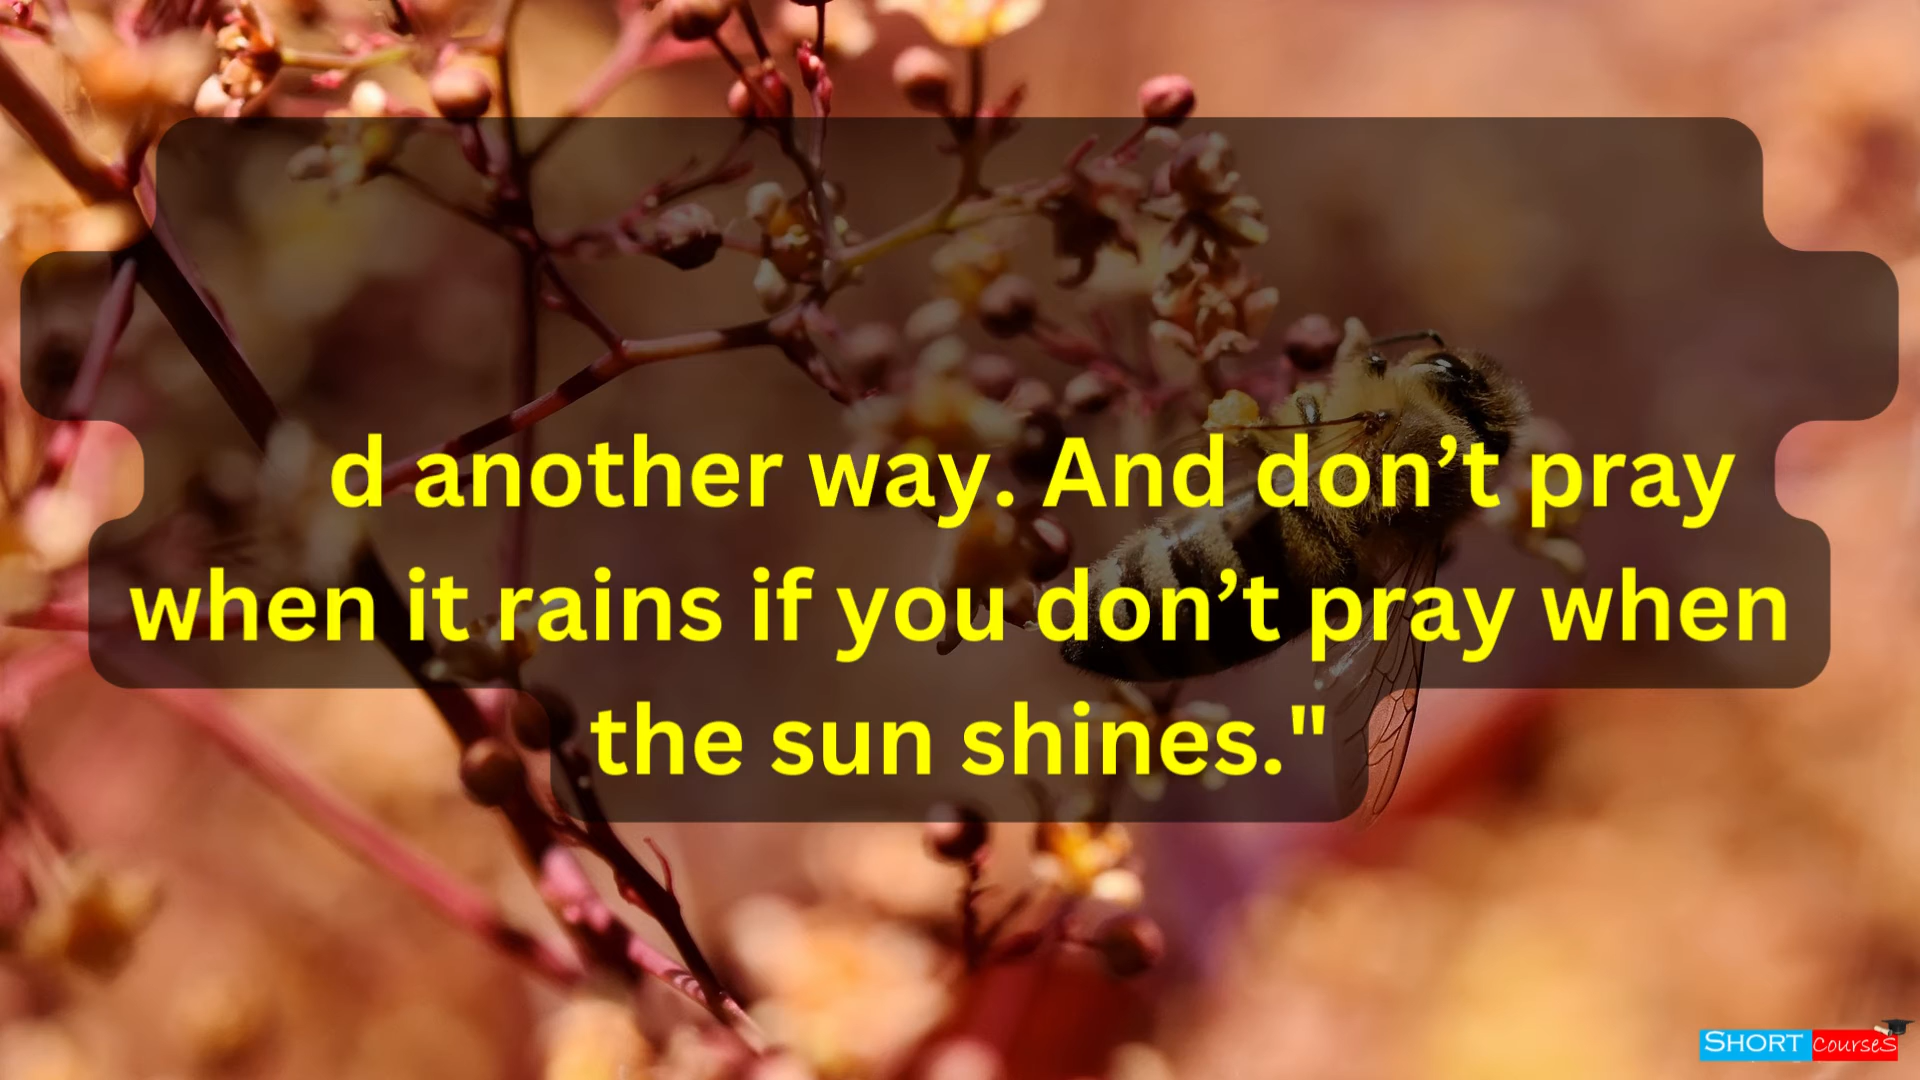 d another way. And don’t pray
when it rains if you don’t pray when
the sun shines."
SHORT CourseS